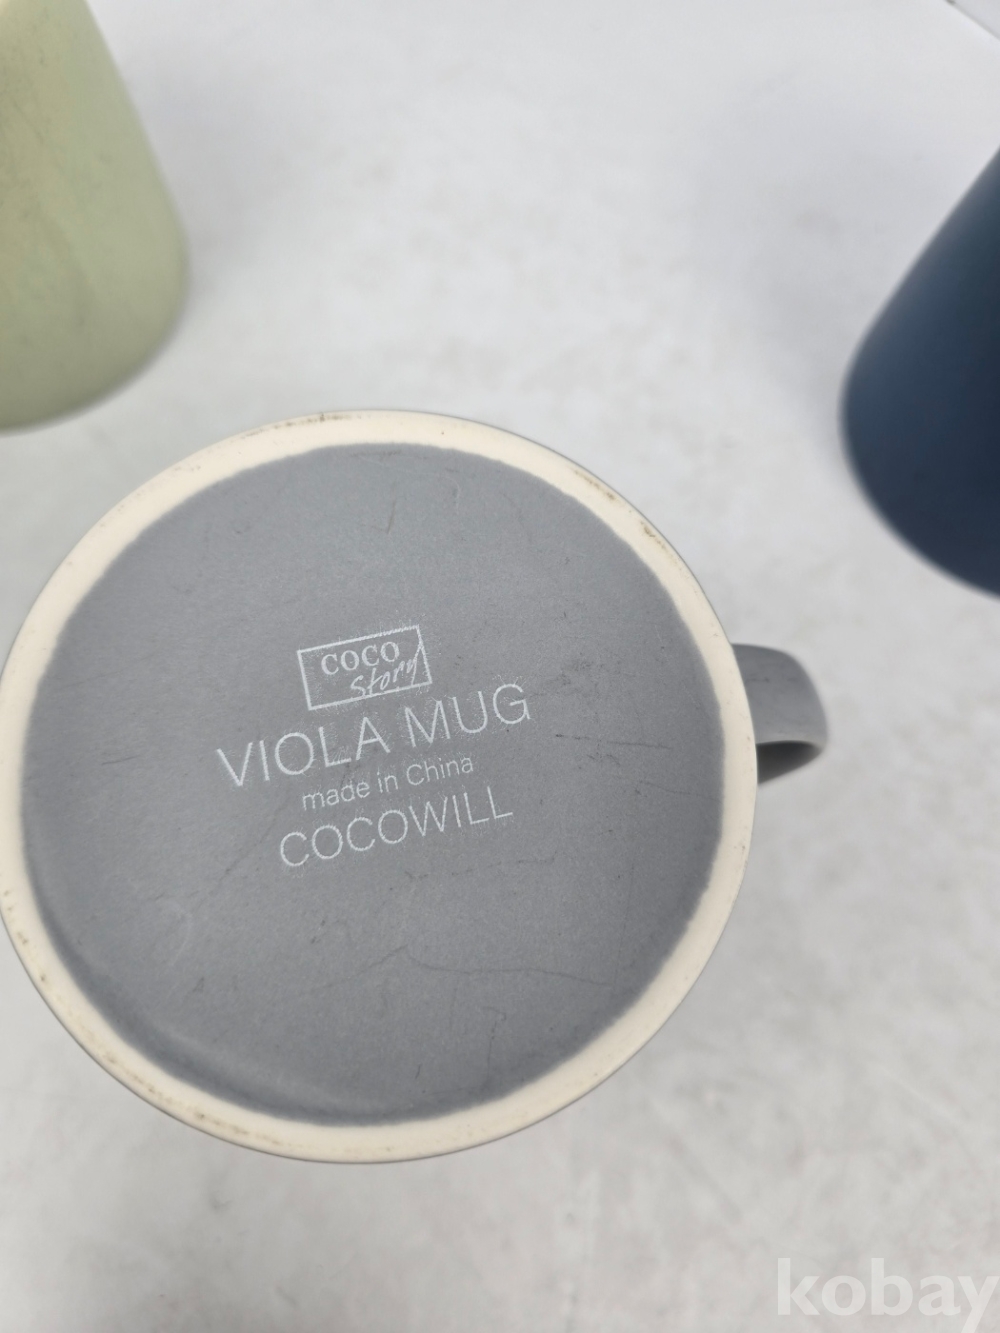 COCO
Story
VIOLA MUG
made in China
COCOWILL
kobay